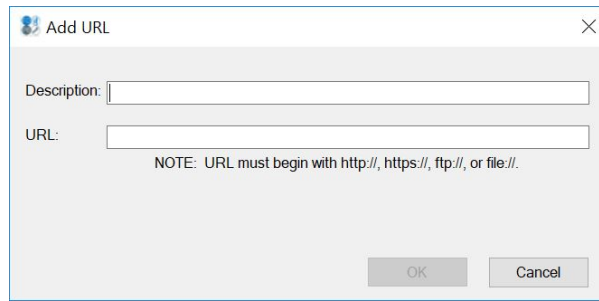 Add URL
Description:
URL:
NOTE:  URL must begin with http://, https://, ftp://, or file://.
OK
Cancel